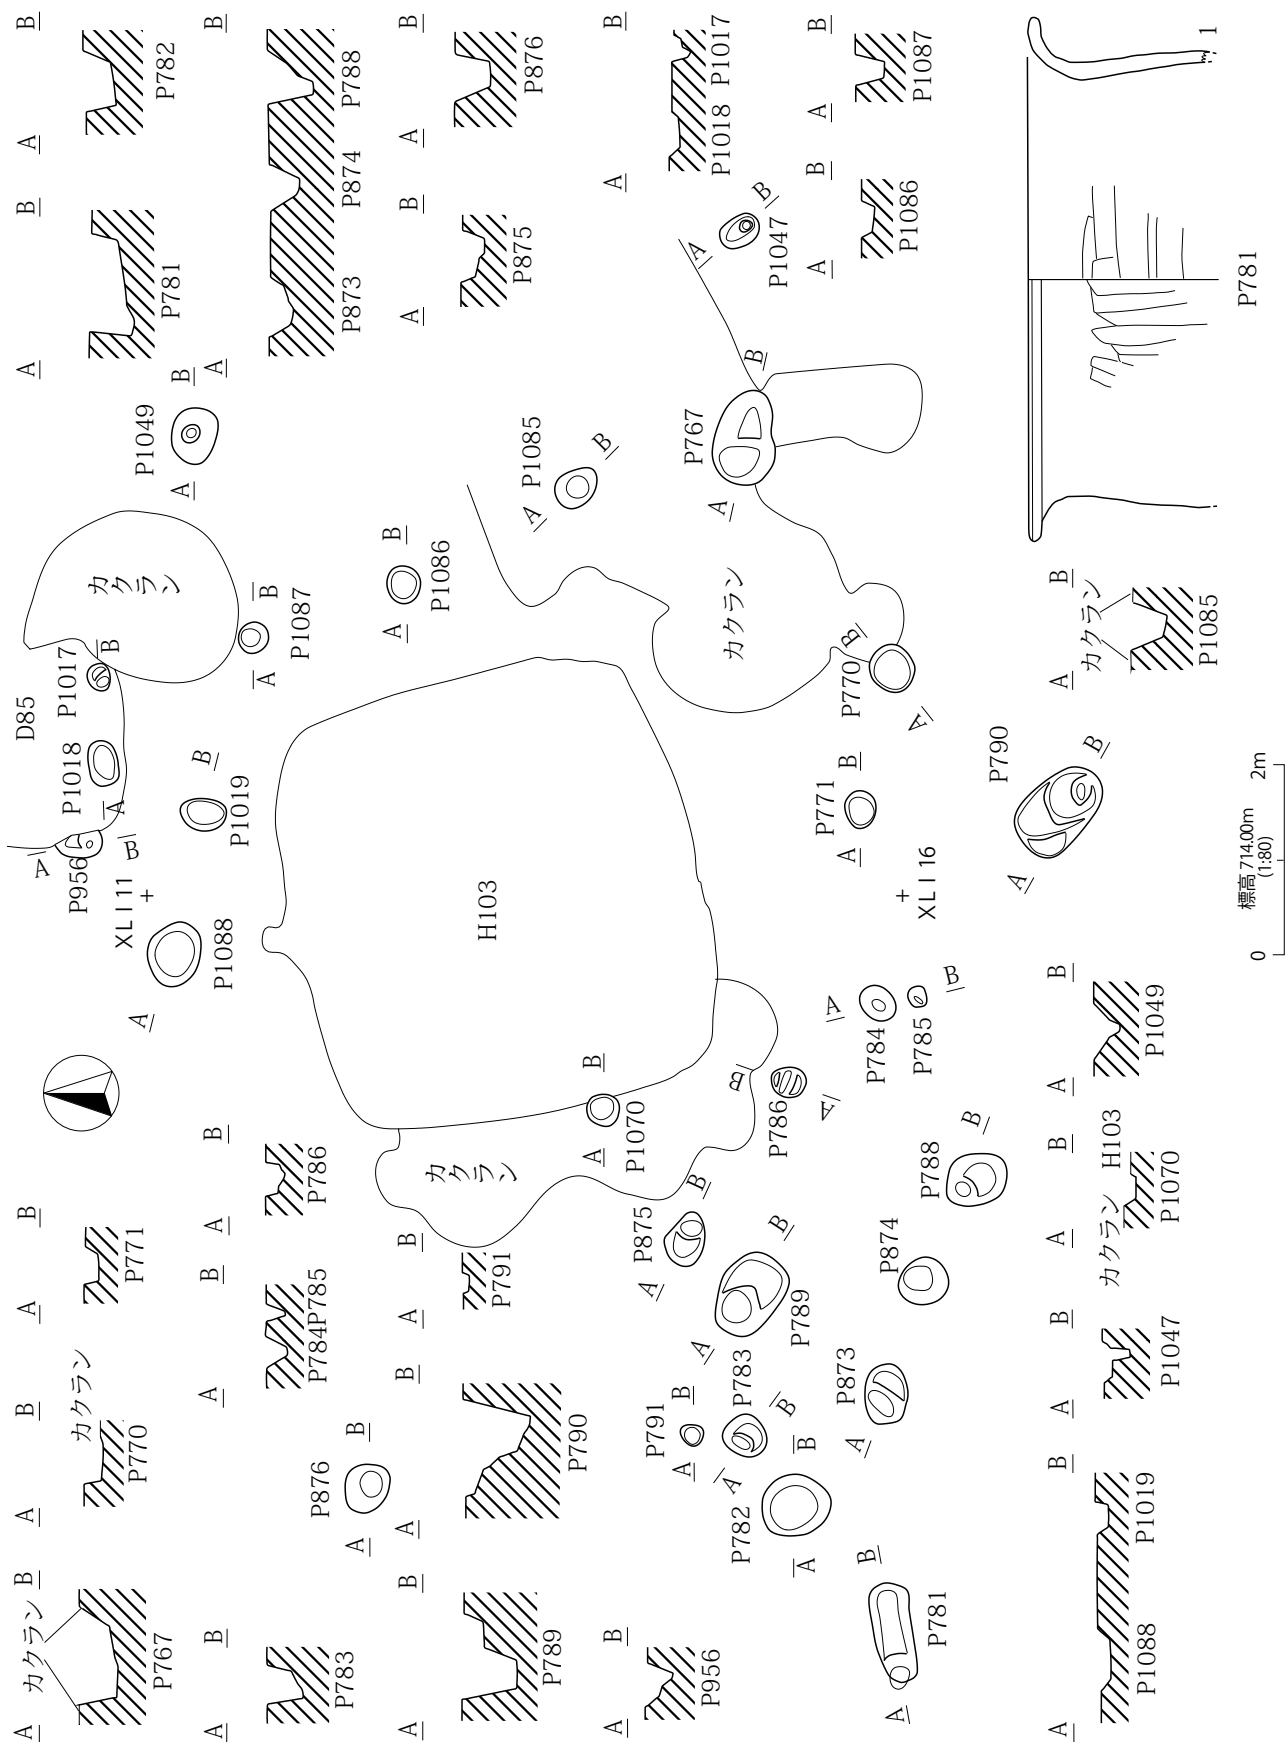 A B
カクラン
P767
A B
カクラン
P770
A B
P771
A B
P781
A B
P782
A B
P783
A B
P784P785
A B
P786
A B
P873 P874 P788
A B
P789
A B
P790
A B
P791
A B
P875
A B
P876
A B
P956
A B
P1018 P1017
A B
P1086
A B
P1087
A B
P1088 P1019
A B
P1047
A B
カクラン H103
P1070
A B
P1049
A B
カクラン
P1085
D85
P1017
A B
P1018
P956
A B
XLⅠ11
P1088
A
P1019
B
カクラン
P1087
A B
P1049
A B
P1086
A B
P1085
A B
P1047
A B
P767
A B
カクラン
P770
A B
P771
A B
XLⅠ16
P790
A B
H103
カクラン
P1070
A B
P786
A B
P784
A
P785
B
P788
B
P874
P873
A
P875
A B
P789
A B
P783
A B
P791
A B
P782
A B
P781
A B
P876
A B
1
P781
標高 714.00m
(1:80)
0 2m